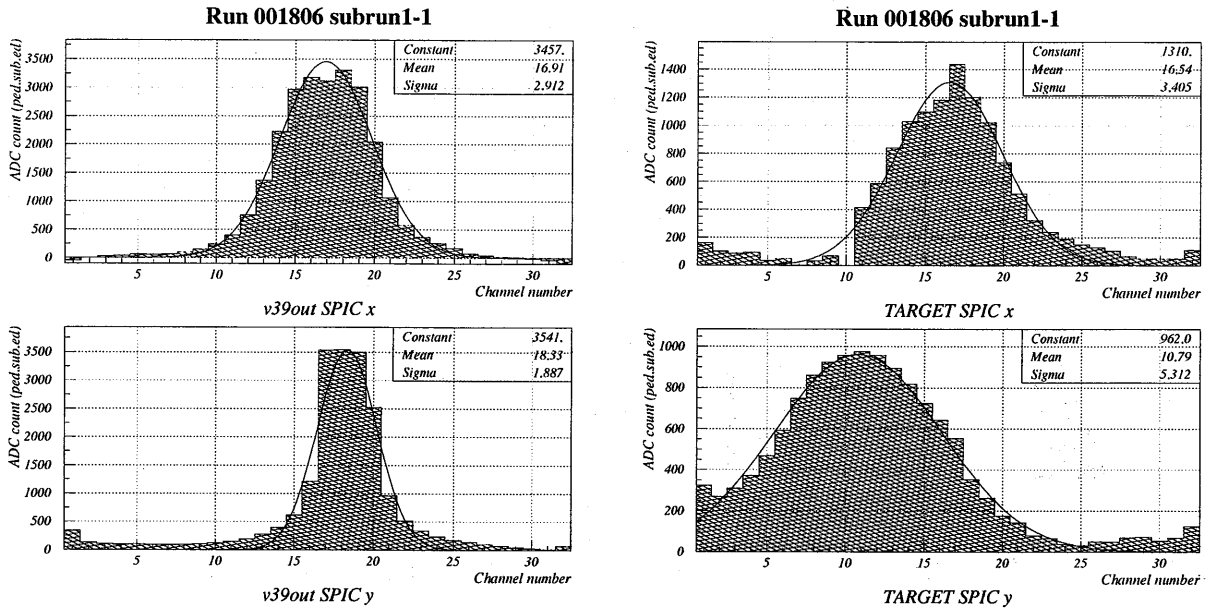 Run 001806 subrun1-1
ADC count (ped.sub.ed)
3500
3000
2500
2000
1500
1000
500
0
Constant 3457.
Mean 16.91
Sigma 2.912
5 10 15 20 25 30
Channel number
v39out SPIC x
ADC count (ped.sub.ed)
3500
3000
2500
2000
1500
1000
500
0
Constant 3541.
Mean 18.33
Sigma 1.887
5 10 15 20 25 30
Channel number
v39out SPIC y
Run 001806 subrun1-1
ADC count (ped.sub.ed)
1400
1200
1000
800
600
400
200
0
Constant 1310.
Mean 16.54
Sigma 3.405
5 10 15 20 25 30
Channel number
TARGET SPIC x
ADC count (ped.sub.ed)
1000
800
600
400
200
0
Constant 962.0
Mean 10.79
Sigma 5.312
5 10 15 20 25 30
Channel number
TARGET SPIC y